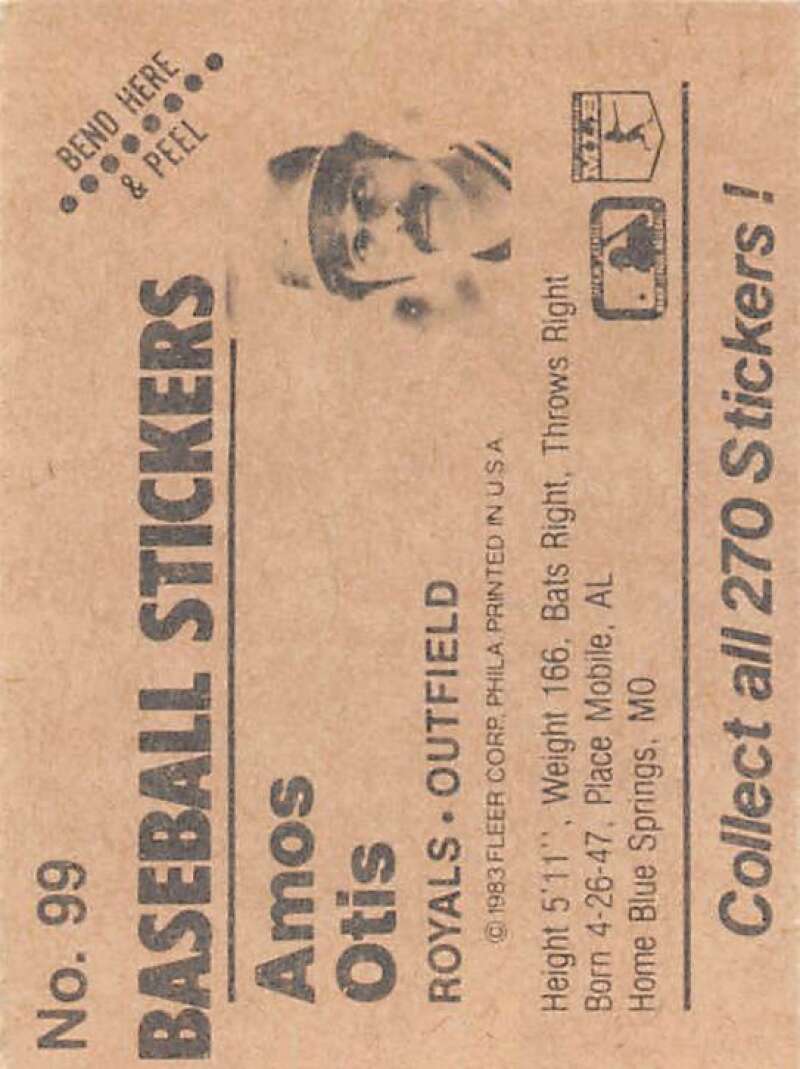 No. 99
BEND HERE
& PEEL
BASEBALL STICKERS
Amos
Otis
ROYALS • OUTFIELD
© 1983 FLEER CORP. PHILA. PRINTED IN U S A
Height 5'11'', Weight 166, Bats Right, Throws Right
Born 4-26-47, Place Mobile, AL
Home Blue Springs, MO
Collect all 270 Stickers!